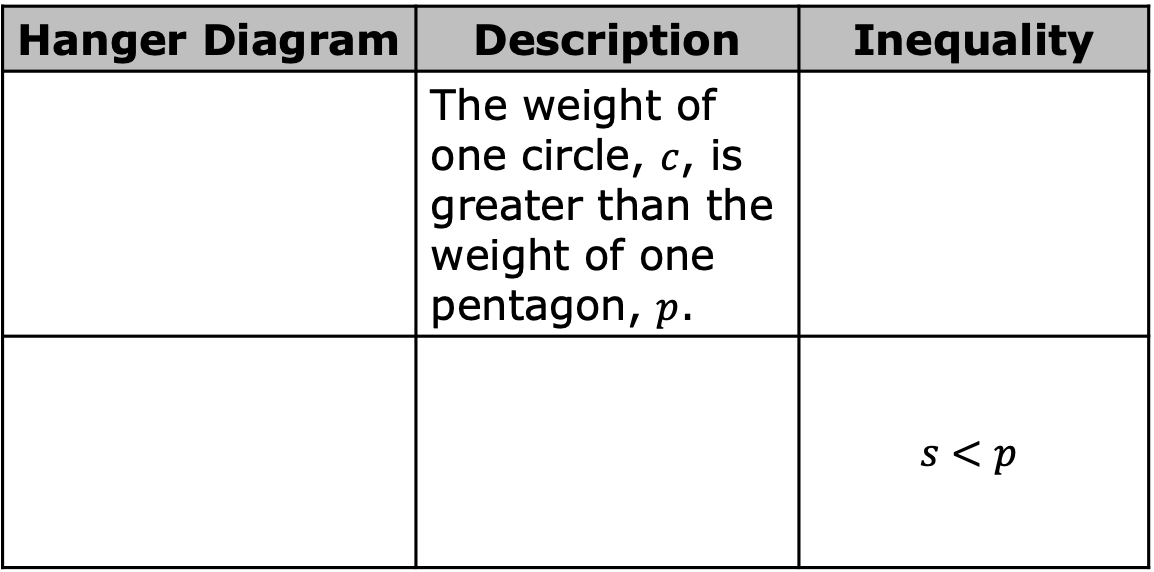 Hanger Diagram Description Inequality
The weight of
one circle, c, is
greater than the
weight of one
pentagon, p.
s < p